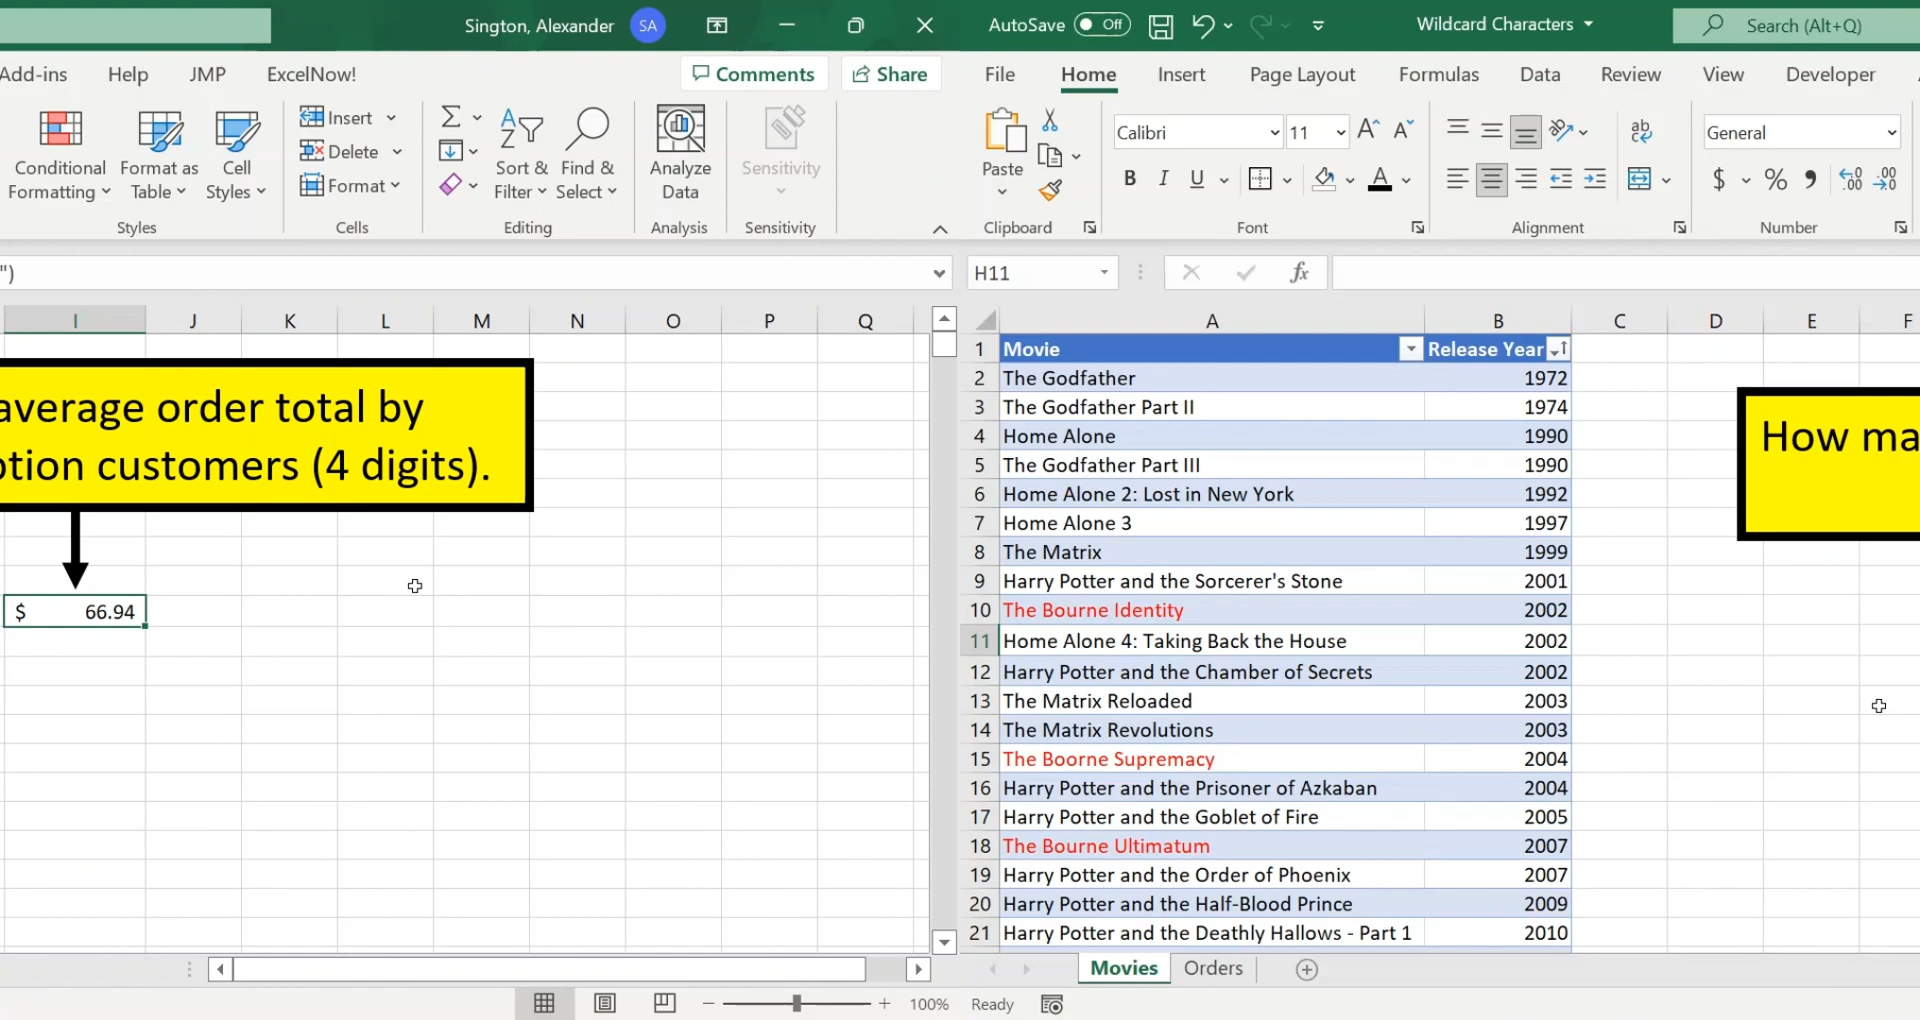 Sington, Alexander SA
Add-ins Help JMP ExcelNow!
Comments Share
Conditional Formatting
Format as Table
Cell Styles
Styles
Insert
Delete
Format
Cells
Sort & Filter
Find & Select
Editing
Analyze Data
Analysis
Sensitivity
Sensitivity
")
I J K L M N O P Q
average order total by
ption customers (4 digits).
$ 66.94
AutoSave Off Wildcard Characters Search (Alt+Q)
File Home Insert Page Layout Formulas Data Review View Developer
Paste
Clipboard
Calibri 11
B I U A
Font
ab
Alignment
General
$ % 9 .00 .00
Number
H11 fx
A B C D E F
1 Movie Release Year
2 The Godfather 1972
3 The Godfather Part II 1974
4 Home Alone 1990
5 The Godfather Part III 1990
6 Home Alone 2: Lost in New York 1992
7 Home Alone 3 1997
8 The Matrix 1999
9 Harry Potter and the Sorcerer's Stone 2001
10 The Bourne Identity 2002
11 Home Alone 4: Taking Back the House 2002
12 Harry Potter and the Chamber of Secrets 2002
13 The Matrix Reloaded 2003
14 The Matrix Revolutions 2003
15 The Boorne Supremacy 2004
16 Harry Potter and the Prisoner of Azkaban 2004
17 Harry Potter and the Goblet of Fire 2005
18 The Bourne Ultimatum 2007
19 Harry Potter and the Order of Phoenix 2007
20 Harry Potter and the Half-Blood Prince 2009
21 Harry Potter and the Deathly Hallows - Part 1 2010
How ma
Movies Orders
100% Ready